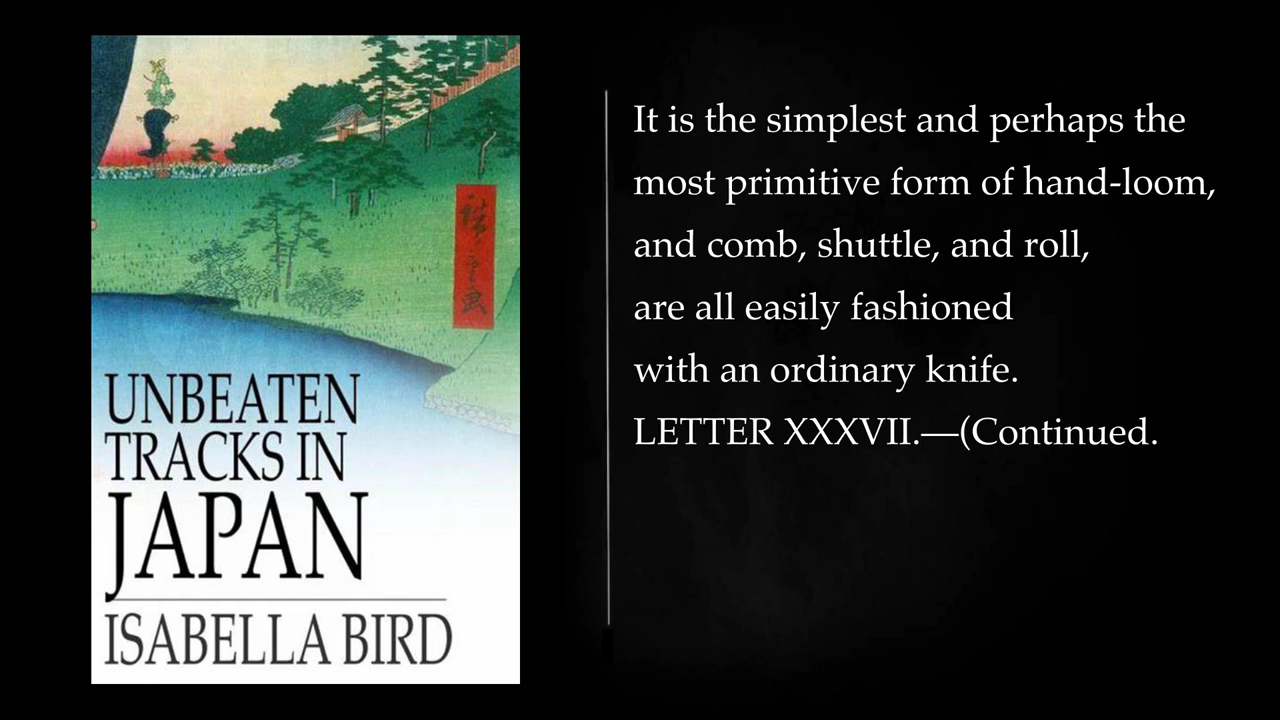 UNBEATEN
TRACKS IN
JAPAN
ISABELLA BIRD
It is the simplest and perhaps the
most primitive form of hand-loom,
and comb, shuttle, and roll,
are all easily fashioned
with an ordinary knife.
LETTER XXXVII.—(Continued.